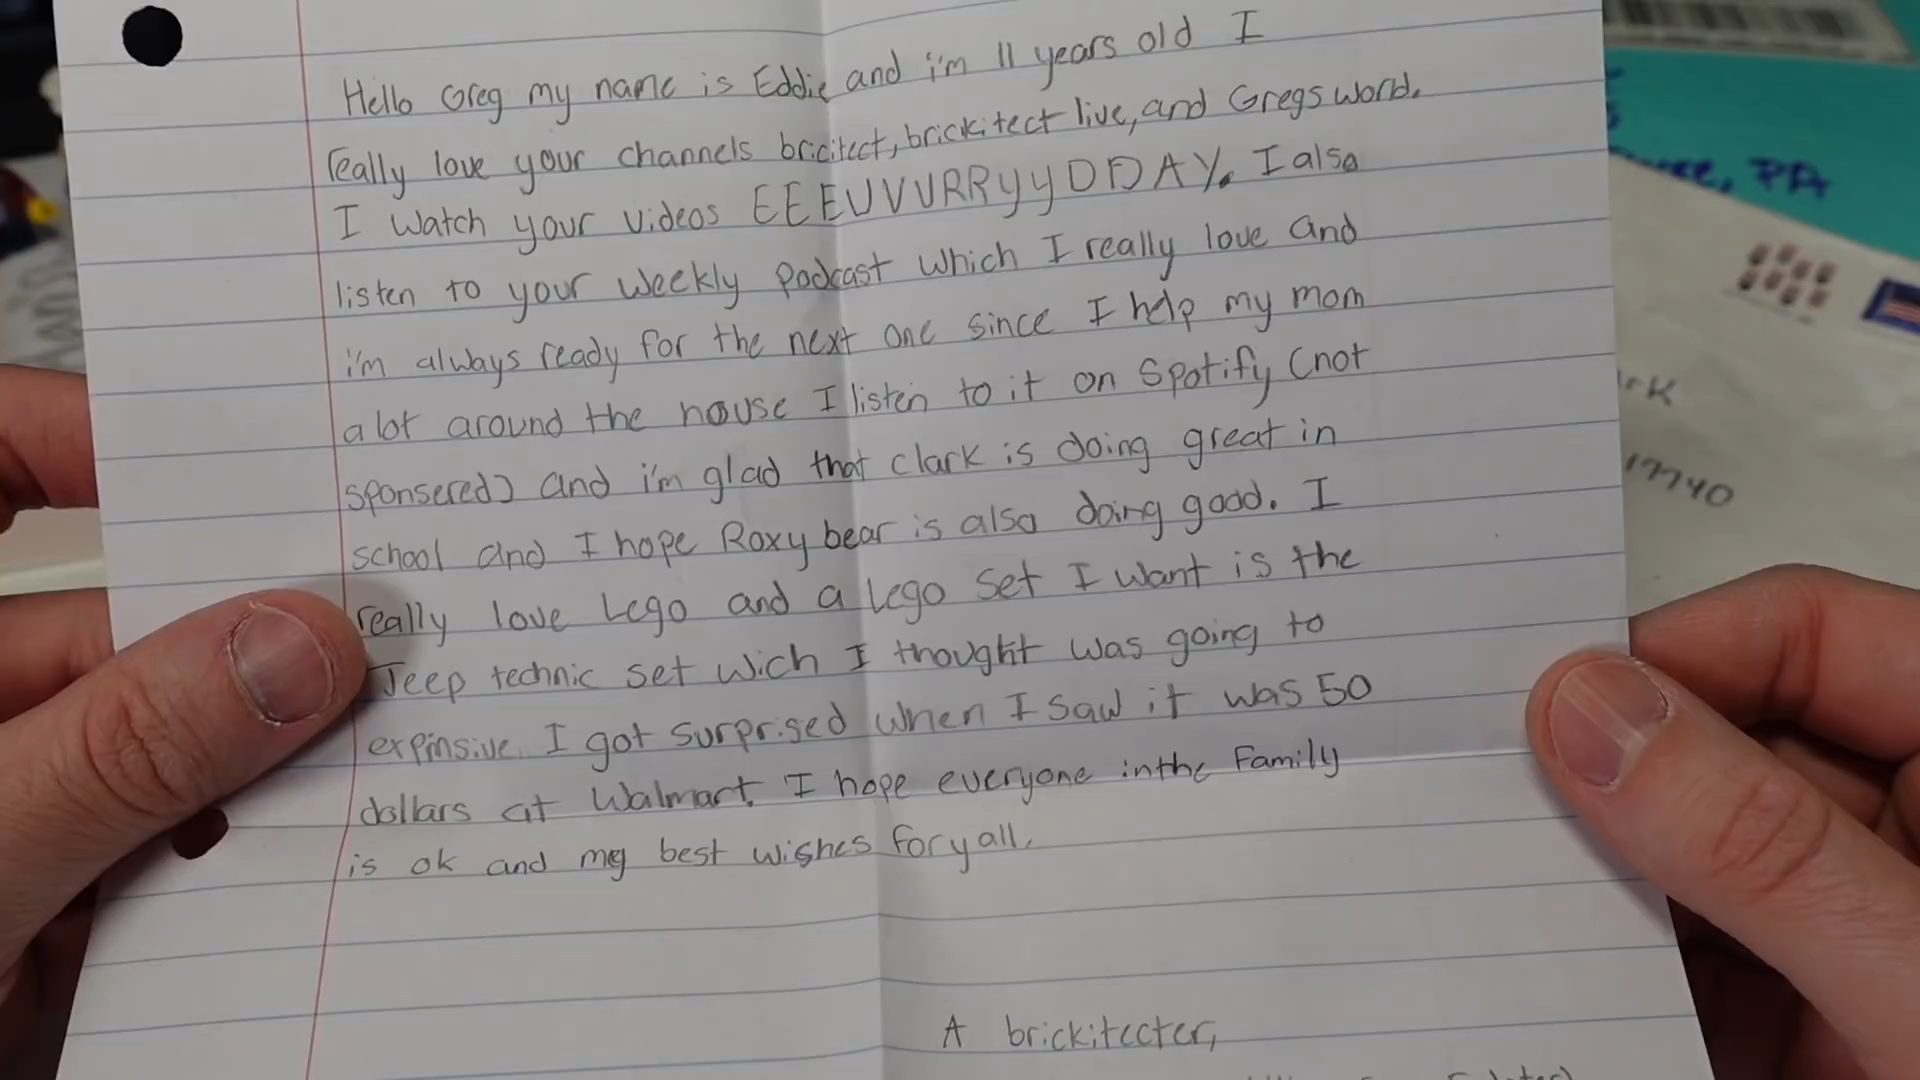 Hello Greg my name is Eddie and i'm 11 years old I
really love your channels bricitect, brickitect live, and Gregs world.
I watch your videos EEEUVVURRYYDDAY. I also
listen to your weekly podcast which I really love and
i'm always ready for the next one since I help my mom
a lot around the house I listen to it on Spotify (not
sponsered) and i'm glad that clark is doing great in
school and I hope Roxy bear is also doing good. I
really love Lego and a Lego set I want is the
Jeep technic set wich I thought was going to
expinsive. I got surprised when I saw it was 50
dollars at Walmart. I hope everyone in the Family
is ok and my best wishes for y all.
A brickitecter,
PA
17740